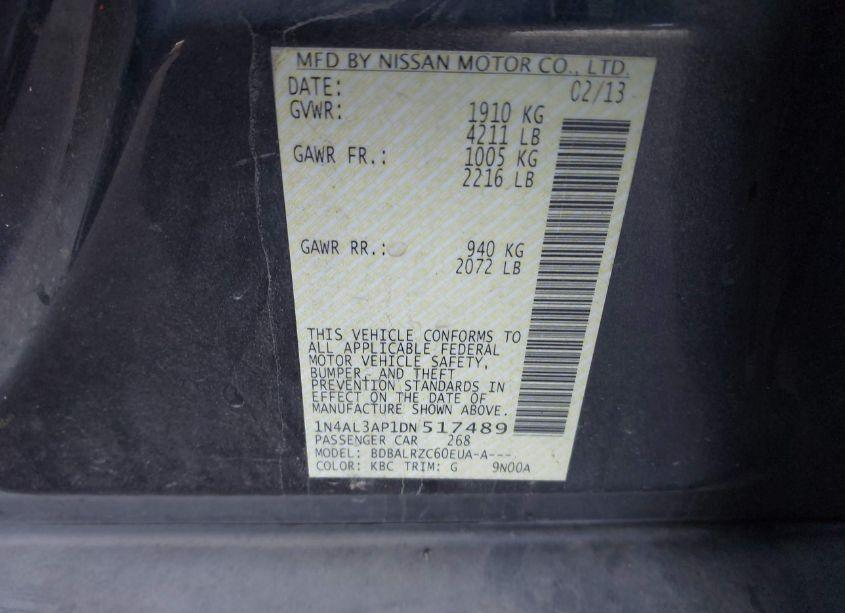 MFD BY NISSAN MOTOR CO., LTD.
DATE: 02/13
GVWR: 1910 KG
4211 LB
GAWR FR.: 1005 KG
2216 LB
GAWR RR.: 940 KG
2072 LB
THIS VEHICLE CONFORMS TO
ALL APPLICABLE FEDERAL
MOTOR VEHICLE SAFETY,
BUMPER, AND THEFT
PREVENTION STANDARDS IN
EFFECT ON THE DATE OF
MANUFACTURE SHOWN ABOVE.
1N4AL3AP1DN517489
PASSENGER CAR 268
MODEL: BDBALRZC60EUA-A---
COLOR: KBC TRIM: G 9N00A